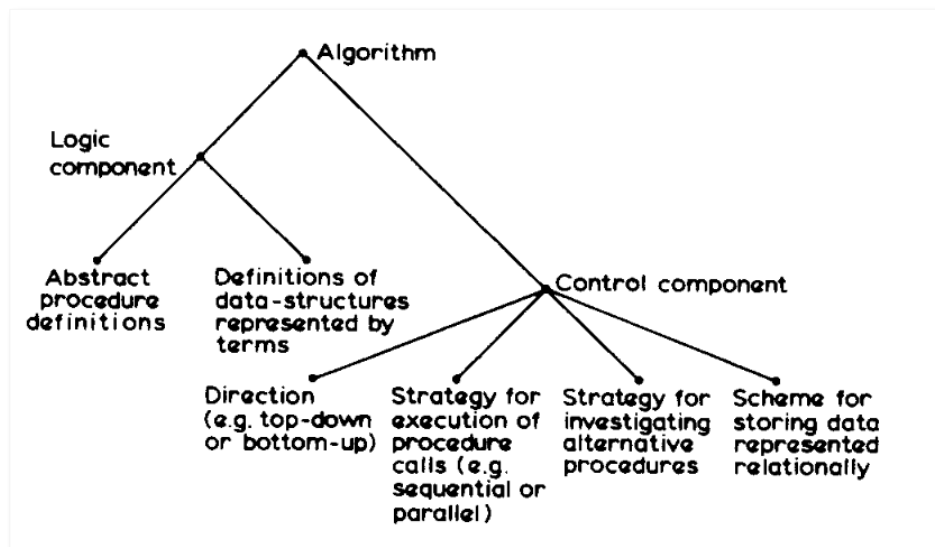 Algorithm
Logic
component
Abstract
procedure
definitions
Definitions of
data-structures
represented by
terms
Control component
Direction
(e.g. top-down
or bottom-up)
Strategy for
execution of
procedure
calls (e.g.
sequential or
parallel)
Strategy for
investigating
alternative
procedures
Scheme for
storing data
represented
relationally